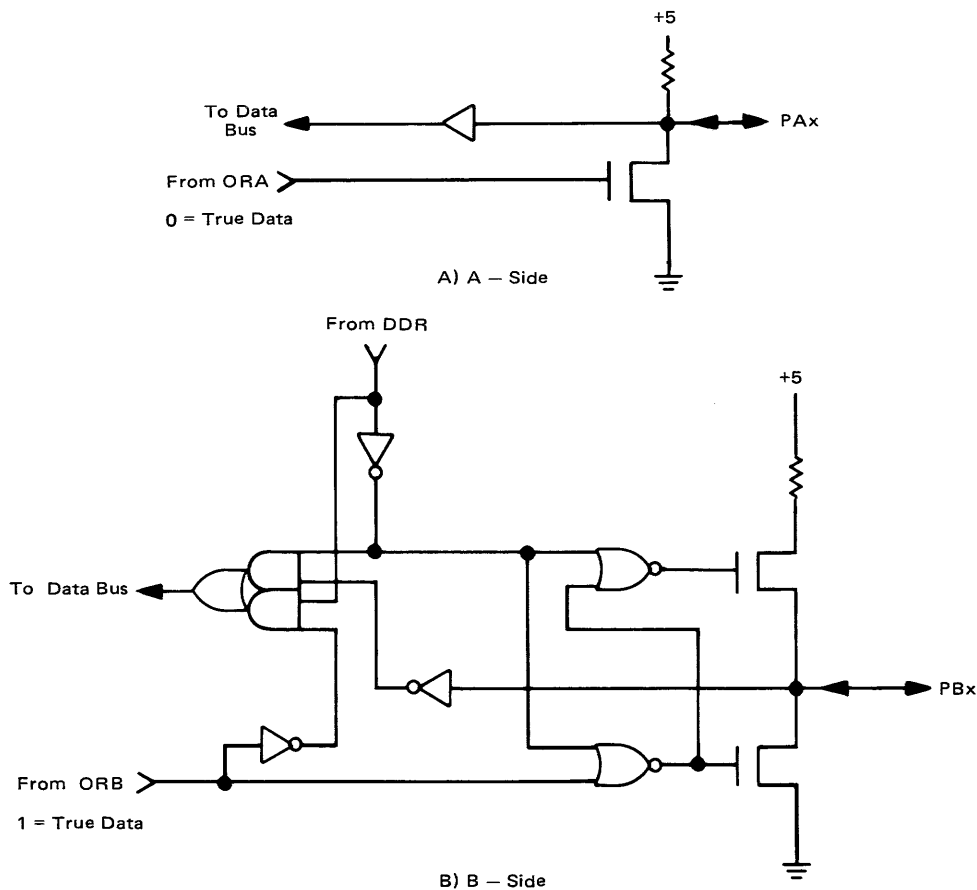 +5
To Data
Bus
PAx
From ORA
0 = True Data
A) A – Side
From DDR
+5
To Data Bus
PBx
From ORB
1 = True Data
B) B – Side